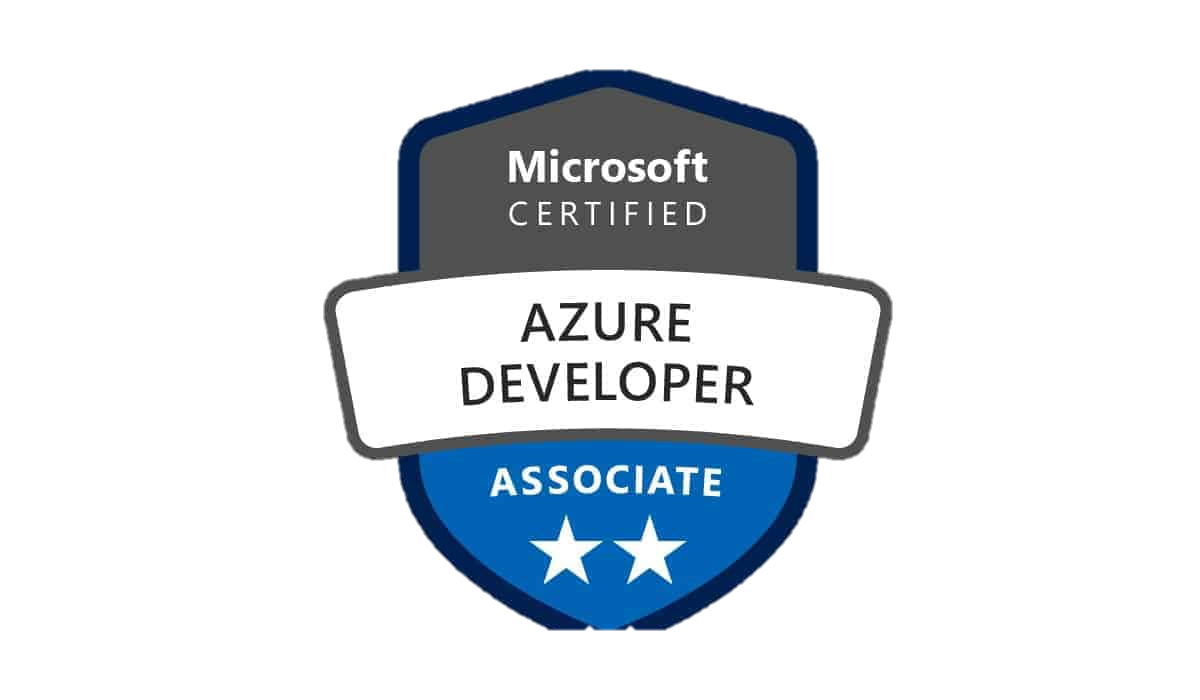 Microsoft
CERTIFIED
AZURE
DEVELOPER
ASSOCIATE